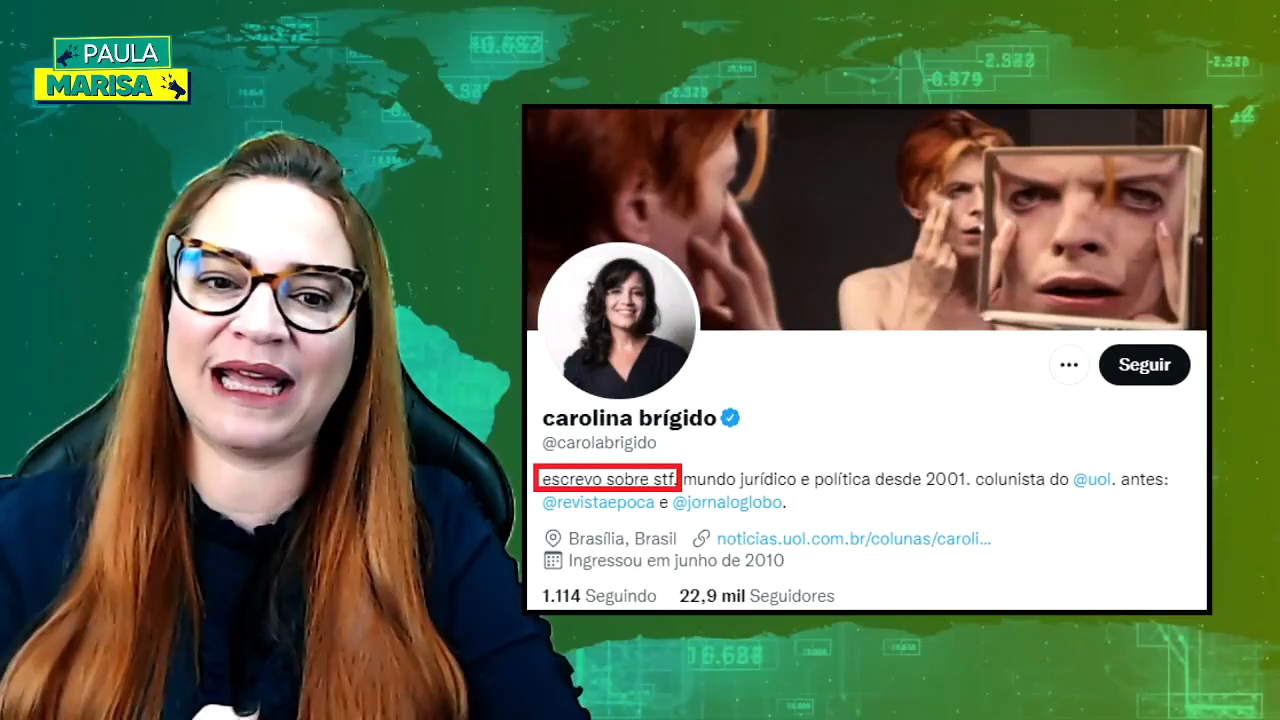 PAULA
MARISA
Seguir
carolina brígido
@carolabrigido
escrevo sobre stf, mundo jurídico e política desde 2001. colunista do @uol. antes:
@revistaepoca e @jornaloglobo.
Brasília, Brasil noticias.uol.com.br/colunas/caroli...
Ingressou em junho de 2010
1.114 Seguindo 22,9 mil Seguidores